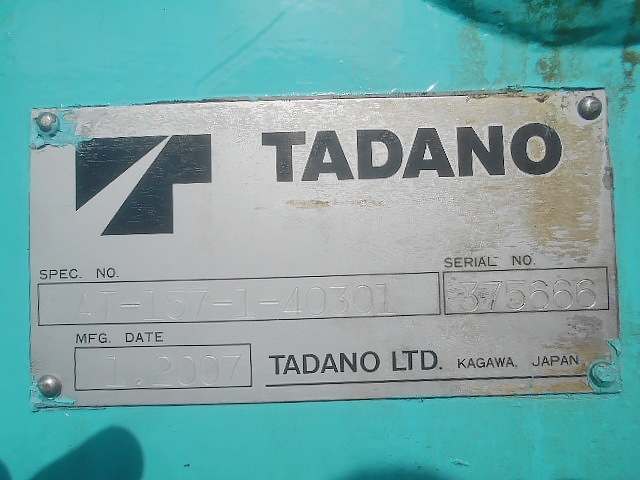 TADANO
SPEC. NO.
SERIAL NO.
AT-157-1-40301
375666
MFG. DATE
1.2007
TADANO LTD. KAGAWA, JAPAN